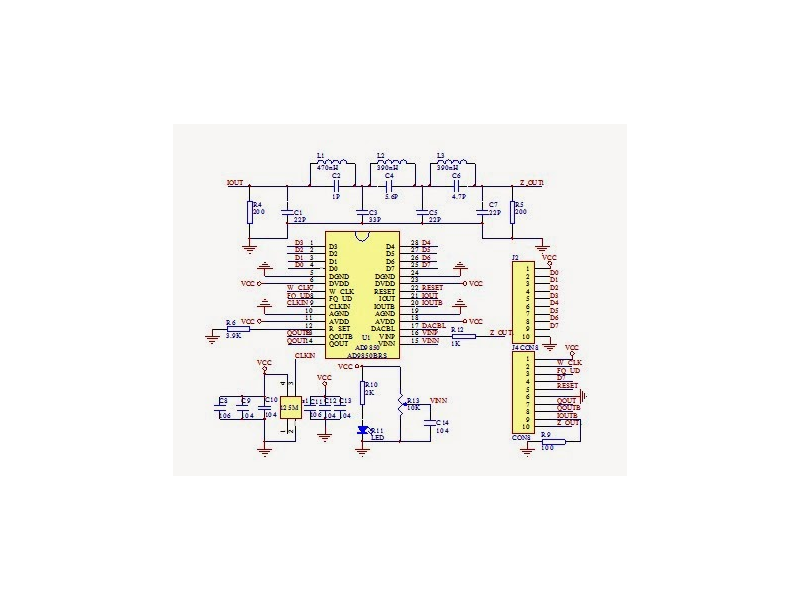 L1
470nH
C2
1P
L2
390nH
C4
5.6P
L3
390nH
C6
4.7P
IOUT
Z_OUT1
R4
200
C1
22P
C3
33P
C5
22P
C7
22P
R5
200
D3 1 D3 D4 28 D4
D2 2 D2 D5 27 D5
D1 3 D1 D6 26 D6
D0 4 D0 D7 25 D7
5 DGND DGND 24
VCC 6 DVDD DVDD 23 VCC
W_CLK 7 W_CLK RESET 22 RESET
FQ_UD 8 FQ_UD IOUT 21 IOUT
CLKIN 9 CLKIN IOUTB 20 IOUTB
10 AGND AGND 19
VCC 11 AVDD AVDD 18 VCC
R6 12 R_SET DACBL 17 DACBL
3.9K
QOUTB 13 QOUTB VINP 16 VINP
QOUT 14 QOUT VINN 15 VINN
U1
AD9850
AD9850BRS
R12
1K
Z_OUT1
J2
VCC
1
2 D0
3 D1
4 D2
5 D3
6 D4
7 D5
8 D6
9 D7
10
J4 CON8
VCC
1
2 W_CLK
3 FQ_UD
4 D7
5 RESET
6
7 QOUT
8 QOUTB
9 IOUTB
10 Z_OUT1
CON8
R9
100
VCC
CLKIN
4 3
125M
1 2
C8
106
C9
104
C10
104
VCC
C11
106
C12
104
C13
104
VCC
R10
2K
R11
LED
R13
10K
VINN
C14
104